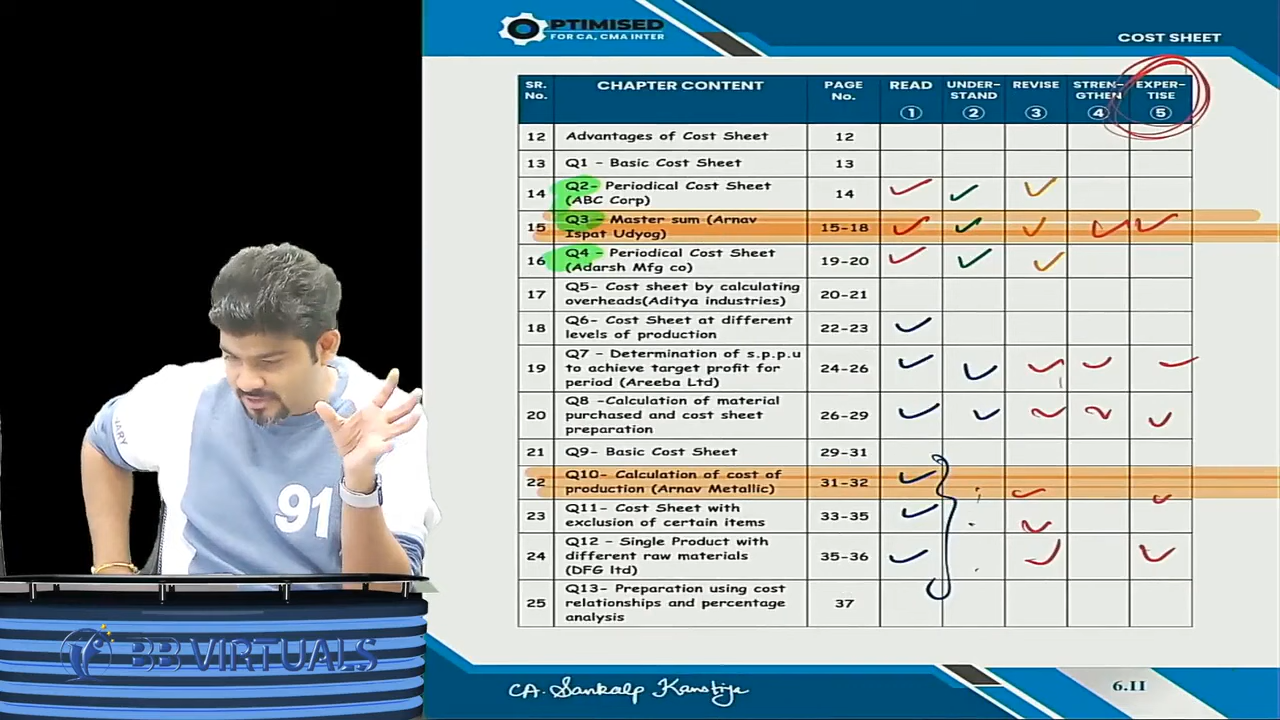 PTIMISED
FOR CA, CMA INTER
COST SHEET
SR. No. CHAPTER CONTENT PAGE No. READ 1 UNDER-STAND 2 REVISE 3 STREN-GTHEN 4 EXPER-TISE 5
12 Advantages of Cost Sheet 12
13 Q1 - Basic Cost Sheet 13
14 Q2- Periodical Cost Sheet (ABC Corp) 14
15 Q3 - Master sum (Arnav Ispat Udyog) 15-18
16 Q4 - Periodical Cost Sheet (Adarsh Mfg co) 19-20
17 Q5- Cost sheet by calculating overheads(Aditya industries) 20-21
18 Q6- Cost Sheet at different levels of production 22-23
19 Q7 - Determination of s.p.p.u to achieve target profit for period (Areeba Ltd) 24-26
20 Q8 -Calculation of material purchased and cost sheet preparation 26-29
21 Q9- Basic Cost Sheet 29-31
22 Q10- Calculation of cost of production (Arnav Metallic) 31-32
23 Q11- Cost Sheet with exclusion of certain items 33-35
24 Q12 - Single Product with different raw materials (DFG ltd) 35-36
25 Q13- Preparation using cost relationships and percentage analysis 37
NARY
91
BB VIRTUALS
CA. Sankalp Kanstiya
6.11